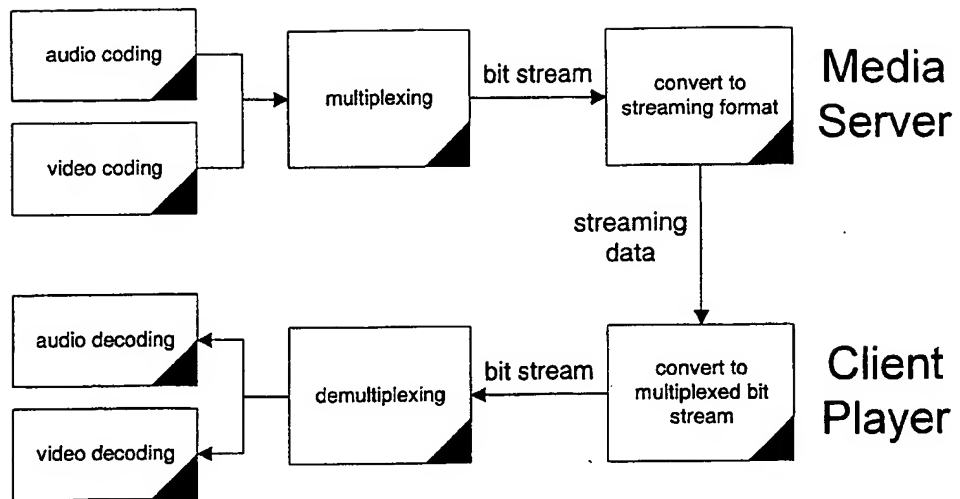 audio coding
video coding
multiplexing
bit stream
convert to
streaming format
Media
Server
streaming
data
audio decoding
video decoding
demultiplexing
bit stream
convert to
multiplexed bit
stream
Client
Player